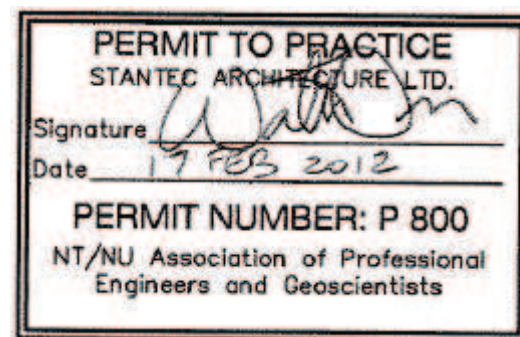 PERMIT TO PRACTICE
STANTEC ARCHITECTURE LTD.
Signature
Date 17 FEB 2012
PERMIT NUMBER: P 800
NT/NU Association of Professional
Engineers and Geoscientists